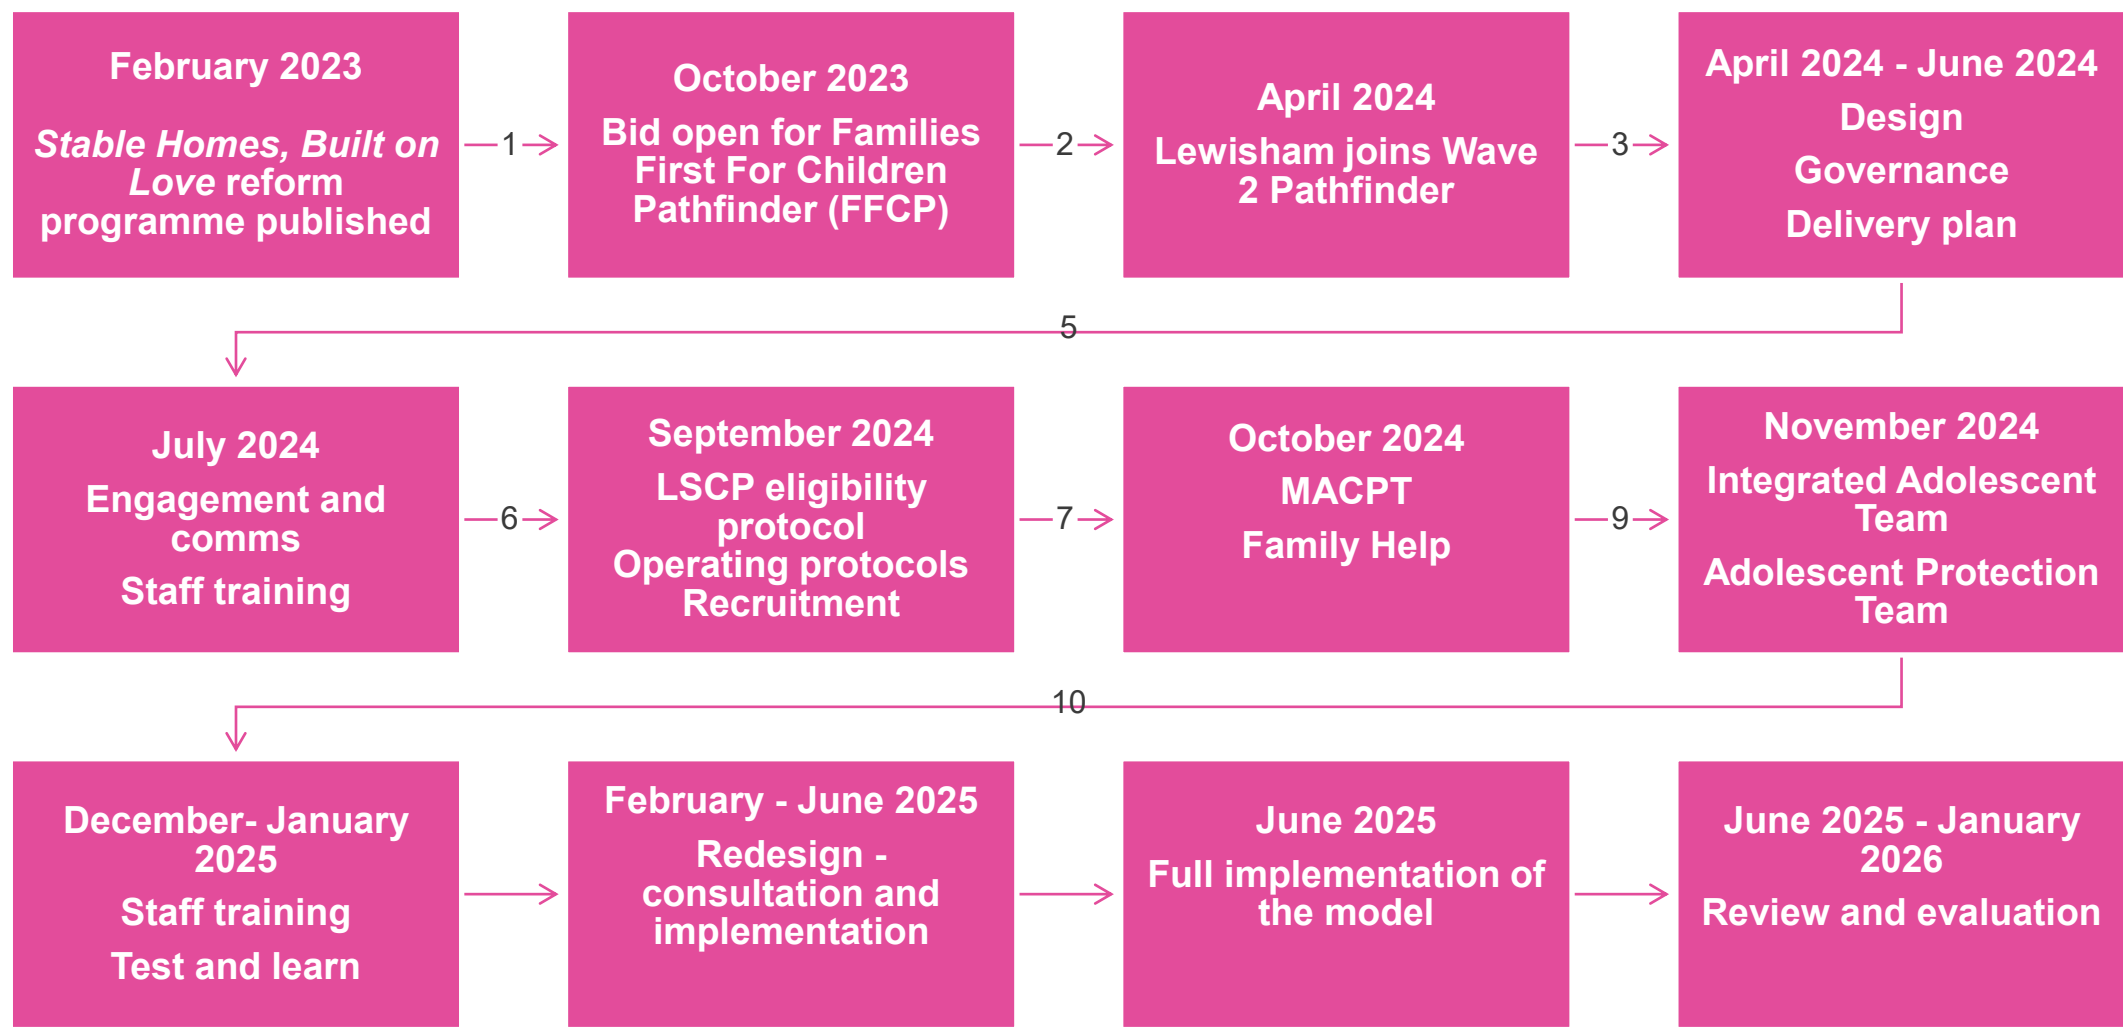 February 2023
Stable Homes, Built on
Love reform
programme published
1
October 2023
Bid open for Families
First For Children
Pathfinder (FFCP)
2
April 2024
Lewisham joins Wave
2 Pathfinder
3
April 2024 - June 2024
Design
Governance
Delivery plan
5
July 2024
Engagement and
comms
Staff training
6
September 2024
LSCP eligibility
protocol
Operating protocols
Recruitment
7
October 2024
MACPT
Family Help
9
November 2024
Integrated Adolescent
Team
Adolescent Protection
Team
10
December- January
2025
Staff training
Test and learn
February - June 2025
Redesign -
consultation and
implementation
June 2025
Full implementation of
the model
June 2025 - January
2026
Review and evaluation